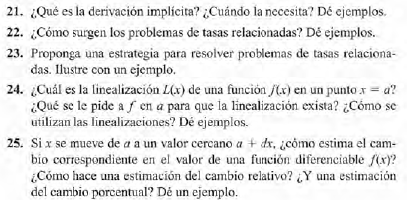 21. ¿Qué es la derivación implícita? ¿Cuándo la necesita? Dé ejemplos.
22. ¿Cómo surgen los problemas de tasas relacionadas? Dé ejemplos.
23. Proponga una estrategia para resolver problemas de tasas relaciona-
das. Ilustre con un ejemplo.
24. ¿Cuál es la linealización L(x) de una función f(x) en un punto x = a?
¿Qué se le pide a f en a para que la linealización exista? ¿Cómo se
utilizan las linealizaciones? Dé ejemplos.
25. Si x se mueve de a a un valor cercano a + dx, ¿cómo estima el cam-
bio correspondiente en el valor de una función diferenciable f(x)?
¿Cómo hace una estimación del cambio relativo? ¿Y una estimación
del cambio porcentual? Dé un ejemplo.